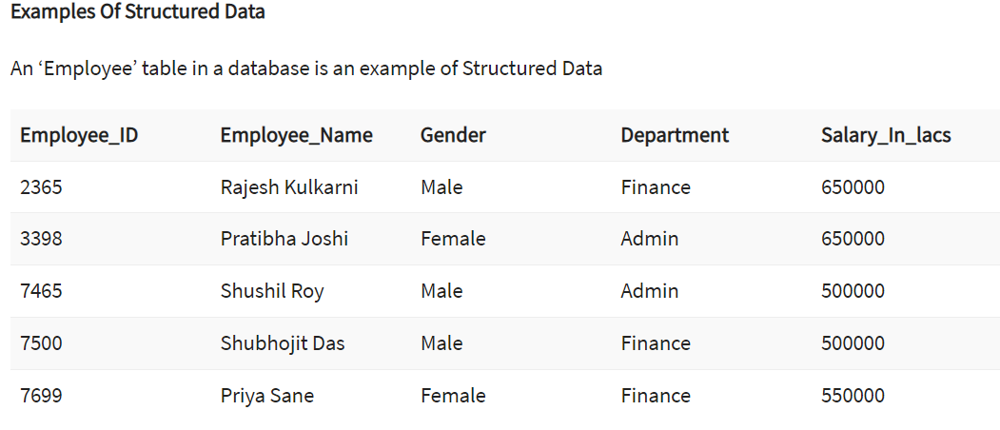 Examples Of Structured Data
An ‘Employee’ table in a database is an example of Structured Data
Employee_ID Employee_Name Gender Department Salary_In_lacs
2365 Rajesh Kulkarni Male Finance 650000
3398 Pratibha Joshi Female Admin 650000
7465 Shushil Roy Male Admin 500000
7500 Shubhojit Das Male Finance 500000
7699 Priya Sane Female Finance 550000